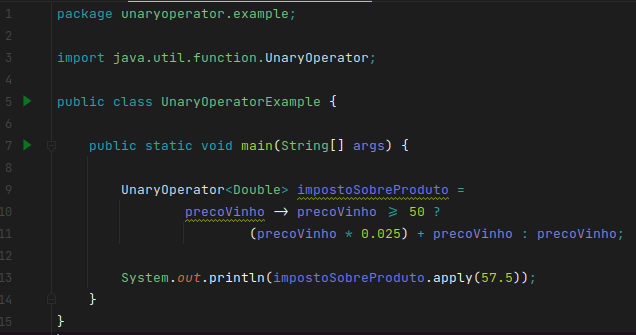 1 package unaryoperator.example;
2
3 import java.util.function.UnaryOperator;
4
5 public class UnaryOperatorExample {
6
7 public static void main(String[] args) {
8
9 UnaryOperator<Double> impostoSobreProduto =
10 precoVinho -> precoVinho >= 50 ?
11 (precoVinho * 0.025) + precoVinho : precoVinho;
12
13 System.out.println(impostoSobreProduto.apply(57.5));
14 }
15 }